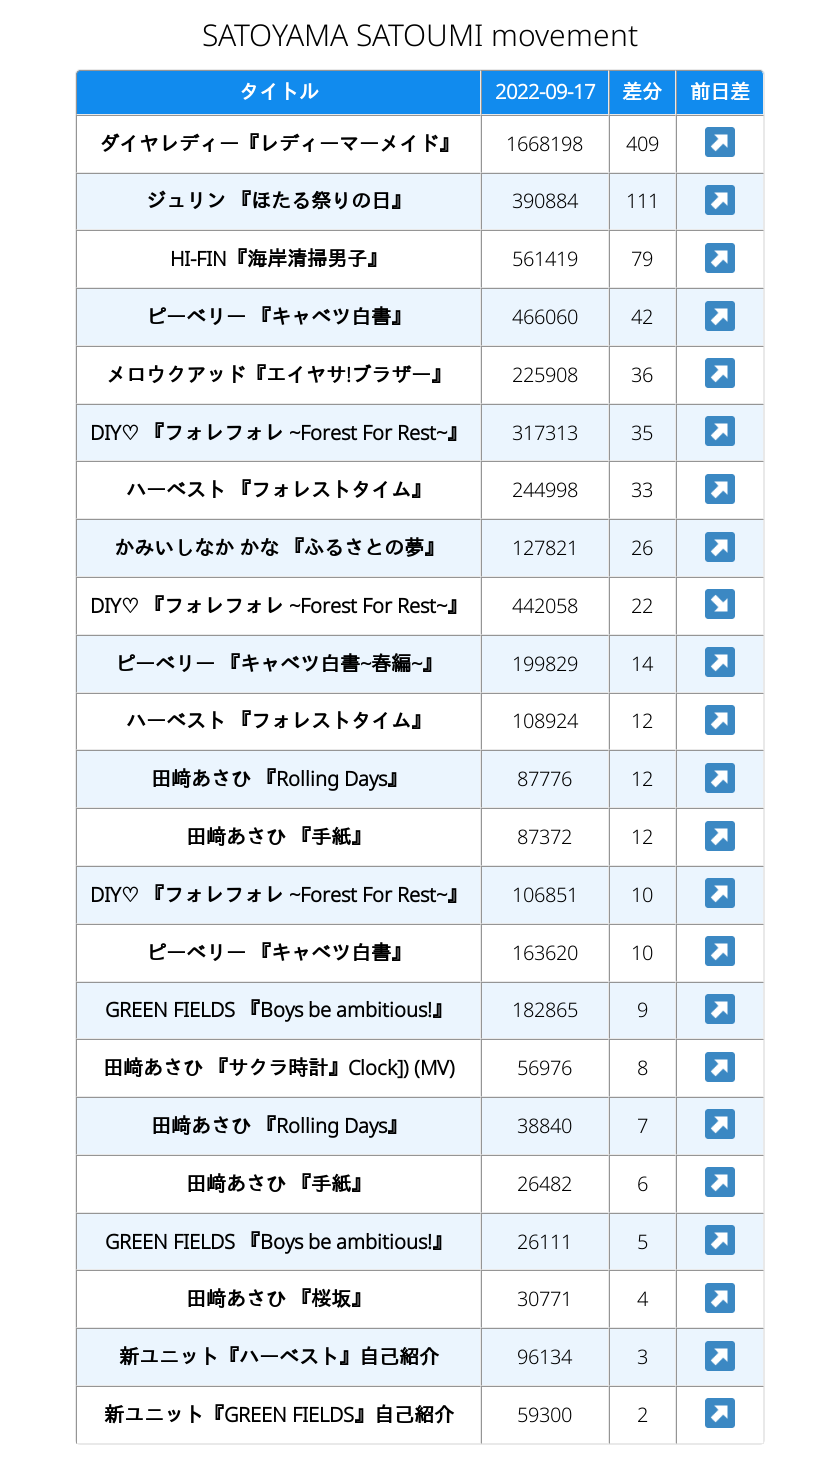 SATOYAMA SATOUMI movement
タイトル 2022-09-17 差分 前日差
ダイヤレディー『レディーマーメイド』 1668198 409 ↗
ジュリン 『ほたる祭りの日』 390884 111 ↗
HI-FIN『海岸清掃男子』 561419 79 ↗
ピーベリー 『キャベツ白書』 466060 42 ↗
メロウクアッド『エイヤサ!ブラザー』 225908 36 ↗
DIY♡ 『フォレフォレ ~Forest For Rest~』 317313 35 ↗
ハーベスト 『フォレストタイム』 244998 33 ↗
かみいしなか かな 『ふるさとの夢』 127821 26 ↗
DIY♡ 『フォレフォレ ~Forest For Rest~』 442058 22 ↘
ピーベリー 『キャベツ白書~春編~』 199829 14 ↗
ハーベスト 『フォレストタイム』 108924 12 ↗
田﨑あさひ 『Rolling Days』 87776 12 ↗
田﨑あさひ 『手紙』 87372 12 ↗
DIY♡ 『フォレフォレ ~Forest For Rest~』 106851 10 ↗
ピーベリー 『キャベツ白書』 163620 10 ↗
GREEN FIELDS 『Boys be ambitious!』 182865 9 ↗
田﨑あさひ 『サクラ時計』Clock]) (MV) 56976 8 ↗
田﨑あさひ 『Rolling Days』 38840 7 ↗
田﨑あさひ 『手紙』 26482 6 ↗
GREEN FIELDS 『Boys be ambitious!』 26111 5 ↗
田﨑あさひ 『桜坂』 30771 4 ↗
新ユニット『ハーベスト』自己紹介 96134 3 ↗
新ユニット『GREEN FIELDS』自己紹介 59300 2 ↗